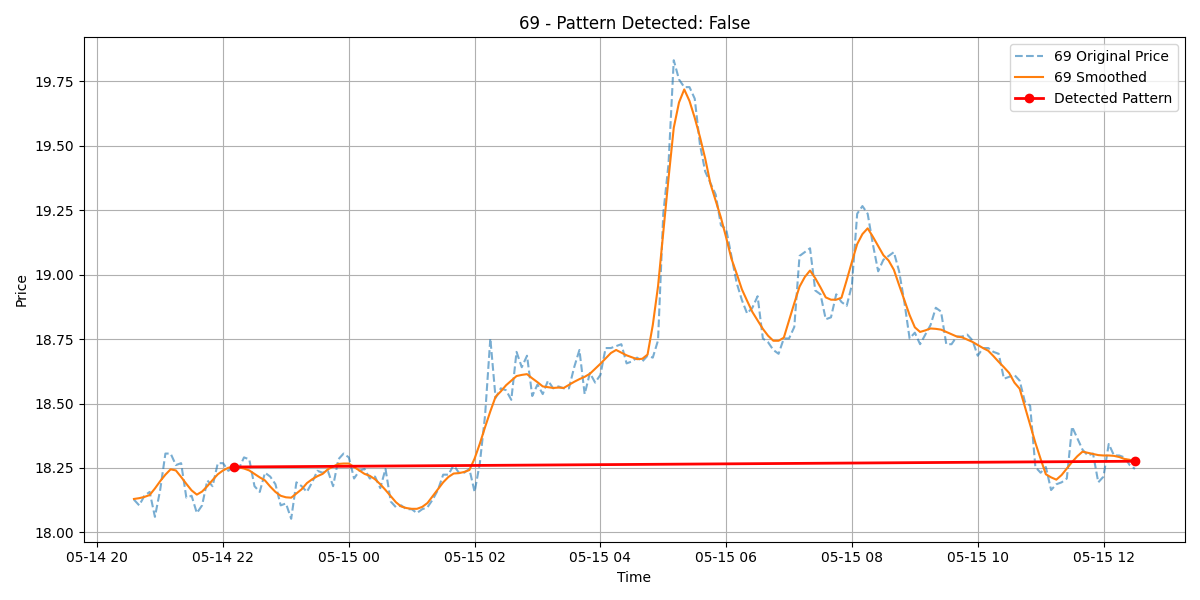 69 - Pattern Detected: False
69 Original Price
69 Smoothed
Detected Pattern
Price
19.75
19.50
19.25
19.00
18.75
18.50
18.25
18.00
05-14 20 05-14 22 05-15 00 05-15 02 05-15 04 05-15 06 05-15 08 05-15 10 05-15 12
Time